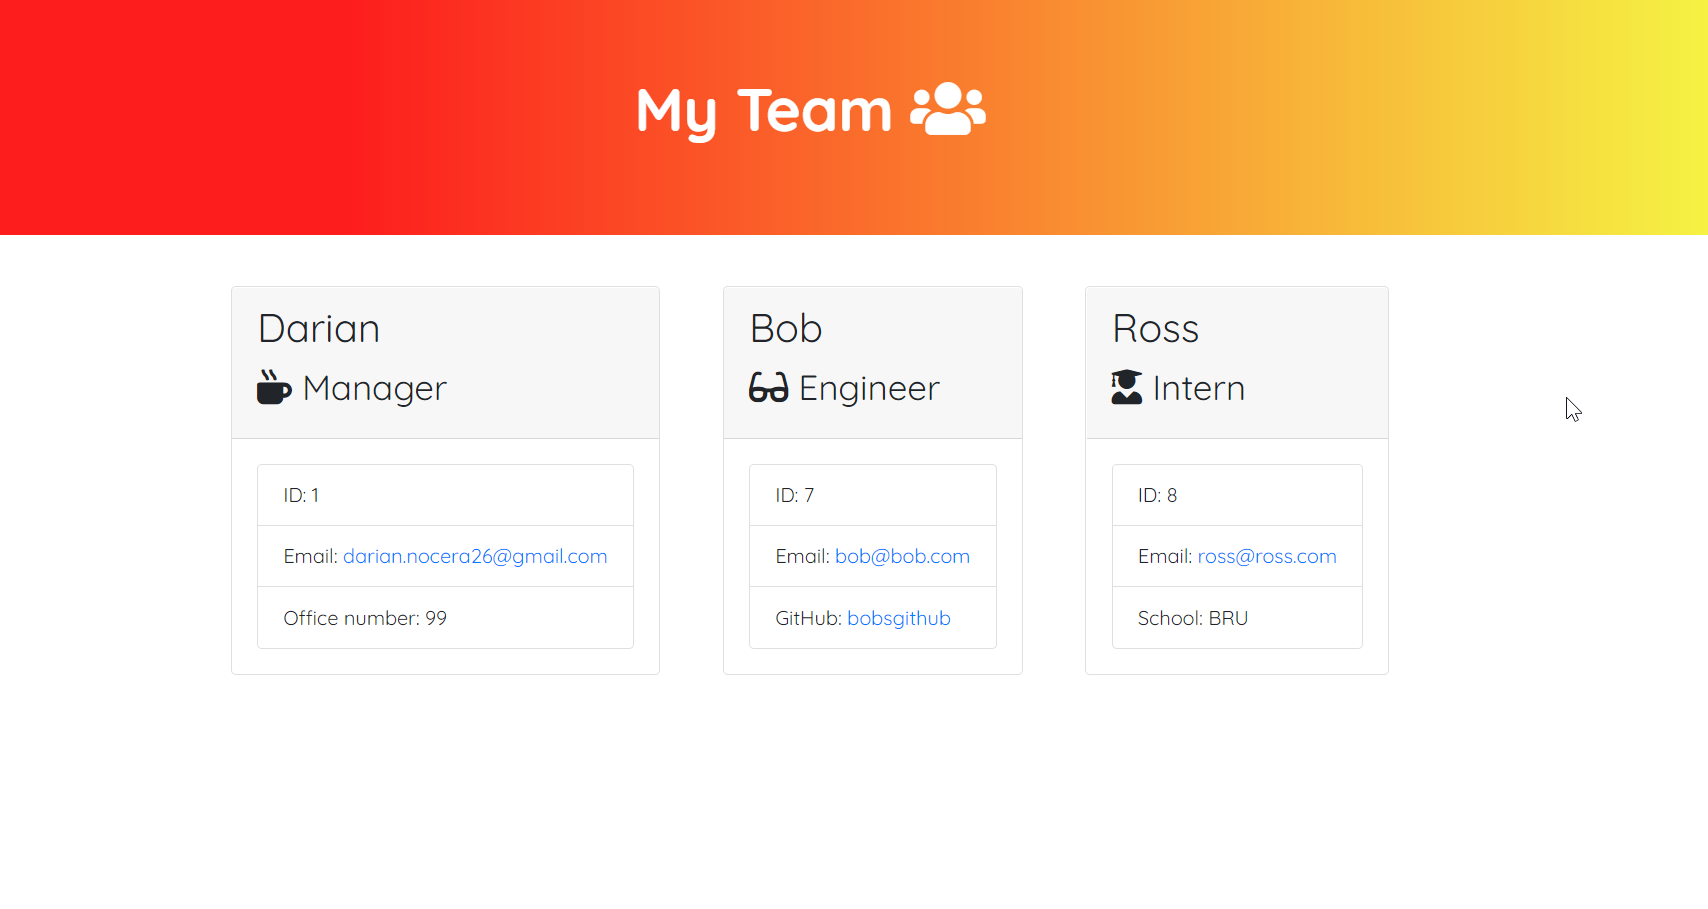 My Team
Darian
Manager
ID: 1
Email: darian.nocera26@gmail.com
Office number: 99
Bob
Engineer
ID: 7
Email: bob@bob.com
GitHub: bobsgithub
Ross
Intern
ID: 8
Email: ross@ross.com
School: BRU